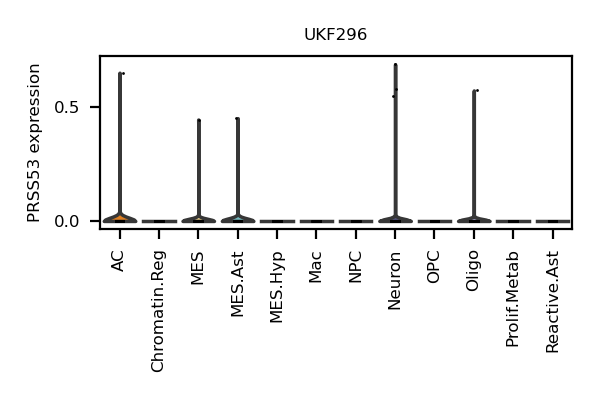 UKF296
PRSS53 expression
0.5
0.0
AC
Chromatin.Reg
MES
MES.Ast
MES.Hyp
Mac
NPC
Neuron
OPC
Oligo
Prolif.Metab
Reactive.Ast